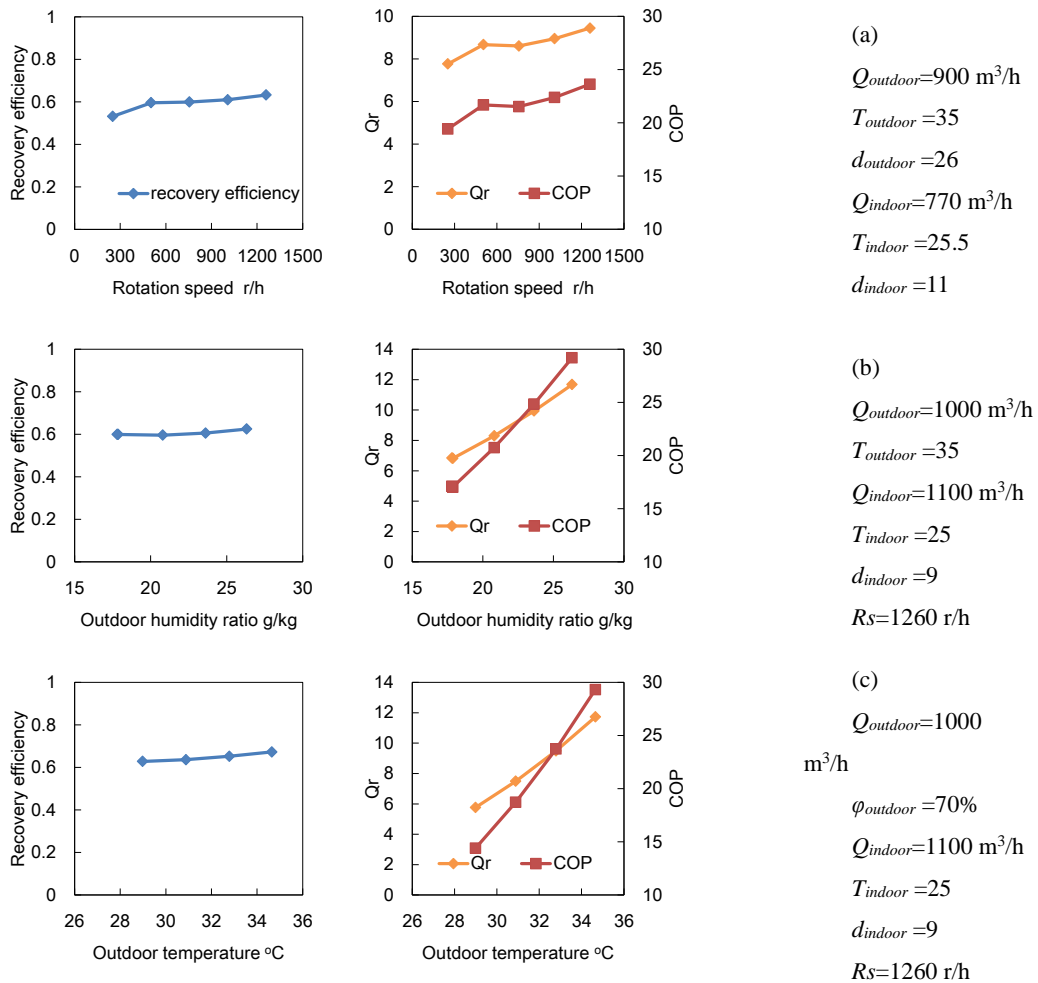 1
0.8
0.6
0.4
0.2
0
Recovery efficiency
recovery efficiency
0 300 600 900 1200 1500
Rotation speed r/h
10
8
6
4
2
0
Qr
30
25
20
15
10
COP
Qr COP
0 300 600 900 1200 1500
Rotation speed r/h
(a)
Qoutdoor=900 m³/h
Toutdoor =35
doutdoor =26
Qindoor=770 m³/h
Tindoor =25.5
dindoor =11
1
0.8
0.6
0.4
0.2
0
Recovery efficiency
15 20 25 30
Outdoor humidity ratio g/kg
14
12
10
8
6
4
2
0
Qr
30
25
20
15
10
COP
Qr COP
15 20 25 30
Outdoor humidity ratio g/kg
(b)
Qoutdoor=1000 m³/h
Toutdoor =35
Qindoor=1100 m³/h
Tindoor =25
dindoor =9
Rs=1260 r/h
1
0.8
0.6
0.4
0.2
0
Recovery efficiency
26 28 30 32 34 36
Outdoor temperature ᵒC
14
12
10
8
6
4
2
0
Qr
30
25
20
15
10
COP
Qr COP
26 28 30 32 34 36
Outdoor temperature ᵒC
(c)
Qoutdoor=1000
m³/h
φoutdoor =70%
Qindoor=1100 m³/h
Tindoor =25
dindoor =9
Rs=1260 r/h